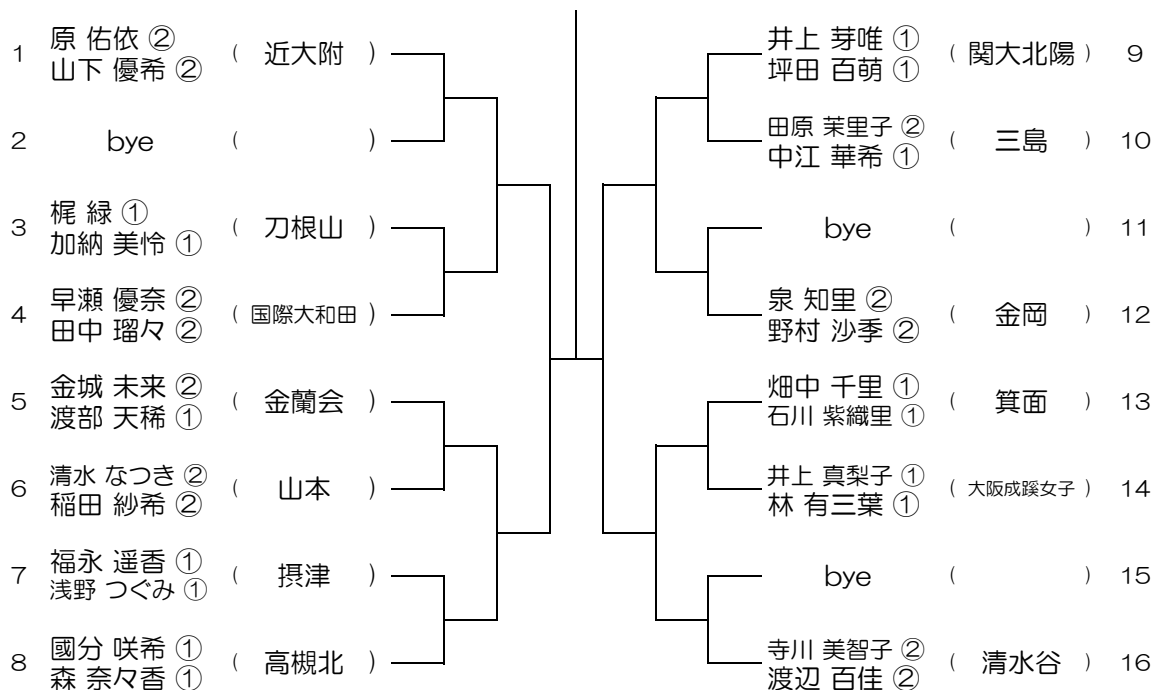 1 原 佑依 ② ( 近大附 )
山下 優希 ②
2 bye ( )
3 梶 緑 ① ( 刀根山 )
加納 美怜 ①
4 早瀬 優奈 ② ( 国際大和田 )
田中 瑠々 ②
5 金城 未来 ② ( 金蘭会 )
渡部 天稀 ①
6 清水 なつき ② ( 山本 )
稲田 紗希 ②
7 福永 遥香 ① ( 摂津 )
浅野 つぐみ ①
8 國分 咲希 ① ( 高槻北 )
森 奈々香 ①
井上 芽唯 ① ( 関大北陽 ) 9
坪田 百萌 ①
田原 茉里子 ② ( 三島 ) 10
中江 華希 ①
bye ( ) 11
泉 知里 ② ( 金岡 ) 12
野村 沙季 ②
畑中 千里 ① ( 箕面 ) 13
石川 紫織里 ①
井上 真梨子 ① ( 大阪成蹊女子 ) 14
林 有三葉 ①
bye ( ) 15
寺川 美智子 ② ( 清水谷 ) 16
渡辺 百佳 ②